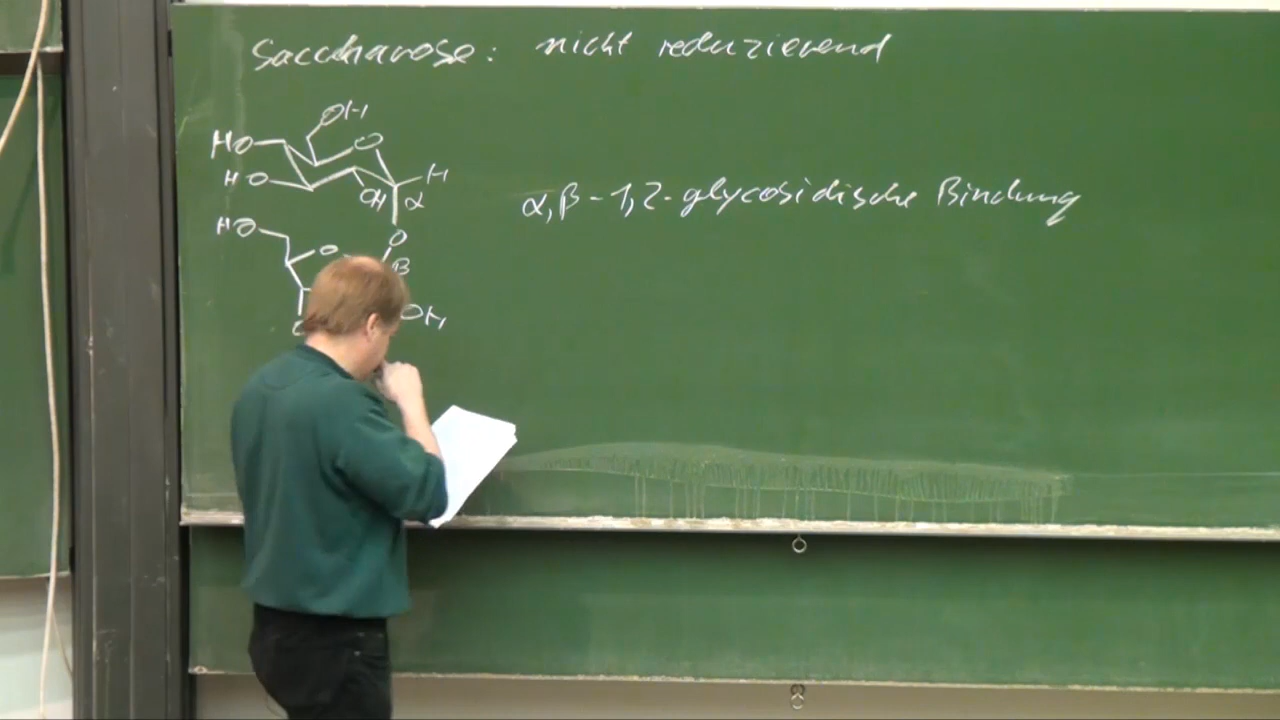 Saccharose: nicht reduzierend
OH
HO O
HO OH H
α
α,β-1,2-glycosidische Bindung
HO O
O β
OH